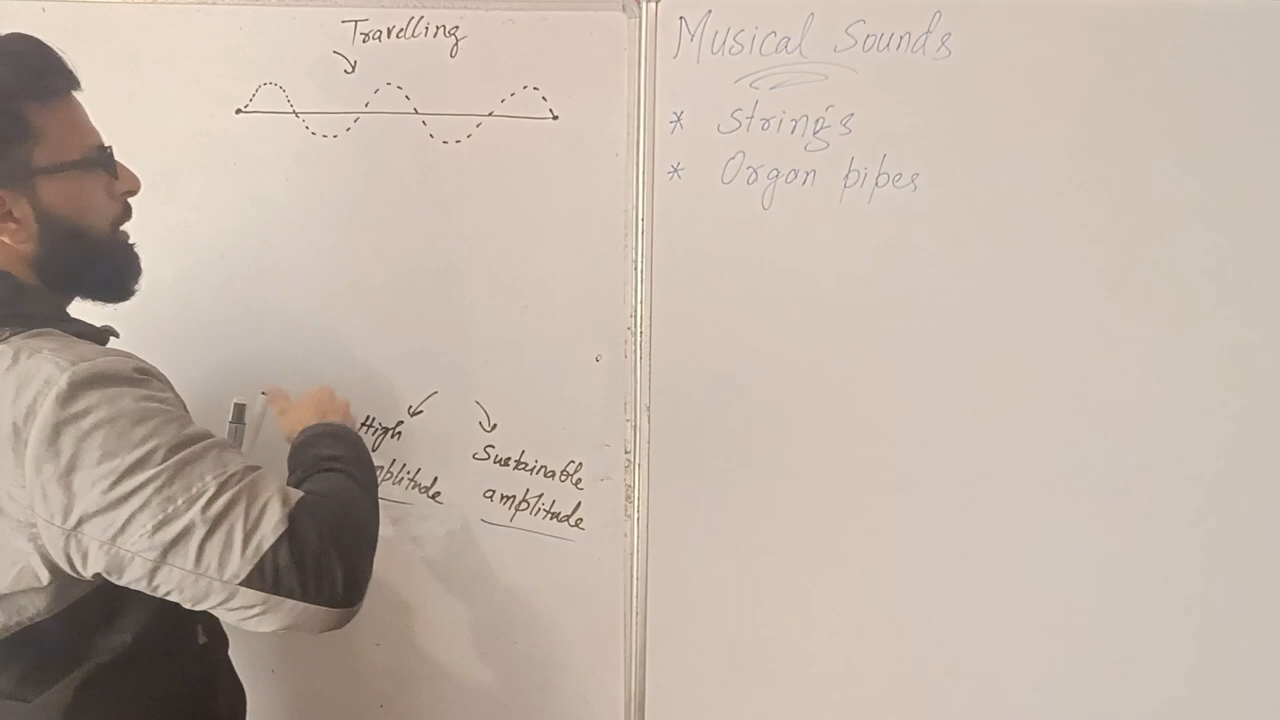 Travelling
High
amplitude
Sustainable
amplitude
Musical Sounds
* Strings
* Organ pipes